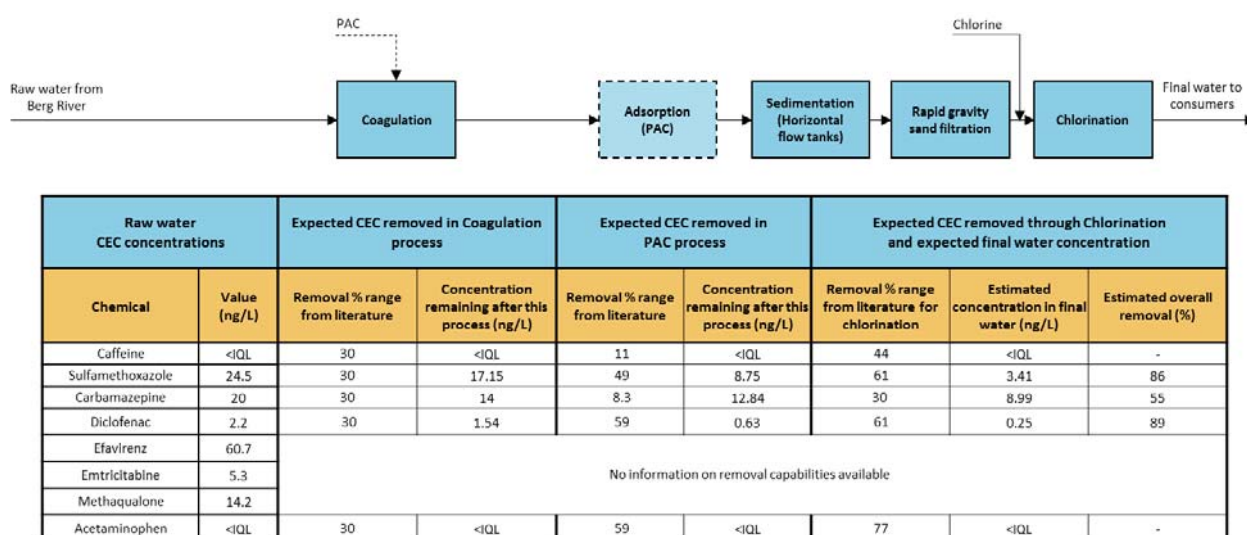 PAC
Chlorine
Raw water from
Berg River
Final water to
consumers
Coagulation
Adsorption
(PAC)
Sedimentation
(Horizontal
flow tanks)
Rapid gravity
sand filtration
Chlorination
Raw water
CEC concentrations
Expected CEC removed in Coagulation
process
Expected CEC removed in
PAC process
Expected CEC removed through Chlorination
and expected final water concentration
Chemical
Value
(ng/L)
Removal % range
from literature
Concentration
remaining after this
process (ng/L)
Removal % range
from literature
Concentration
remaining after this
process (ng/L)
Removal % range
from literature for
chlorination
Estimated
concentration in final
water (ng/L)
Estimated overall
removal (%)
Caffeine <IQL 30 <IQL 11 <IQL 44 <IQL -
Sulfamethoxazole 24.5 30 17.15 49 8.75 61 3.41 86
Carbamazepine 20 30 14 8.3 12.84 30 8.99 55
Diclofenac 2.2 30 1.54 59 0.63 61 0.25 89
Efavirenz 60.7
Emtricitabine 5.3
Methaqualone 14.2
No information on removal capabilities available
Acetaminophen <IQL 30 <IQL 59 <IQL 77 <IQL -